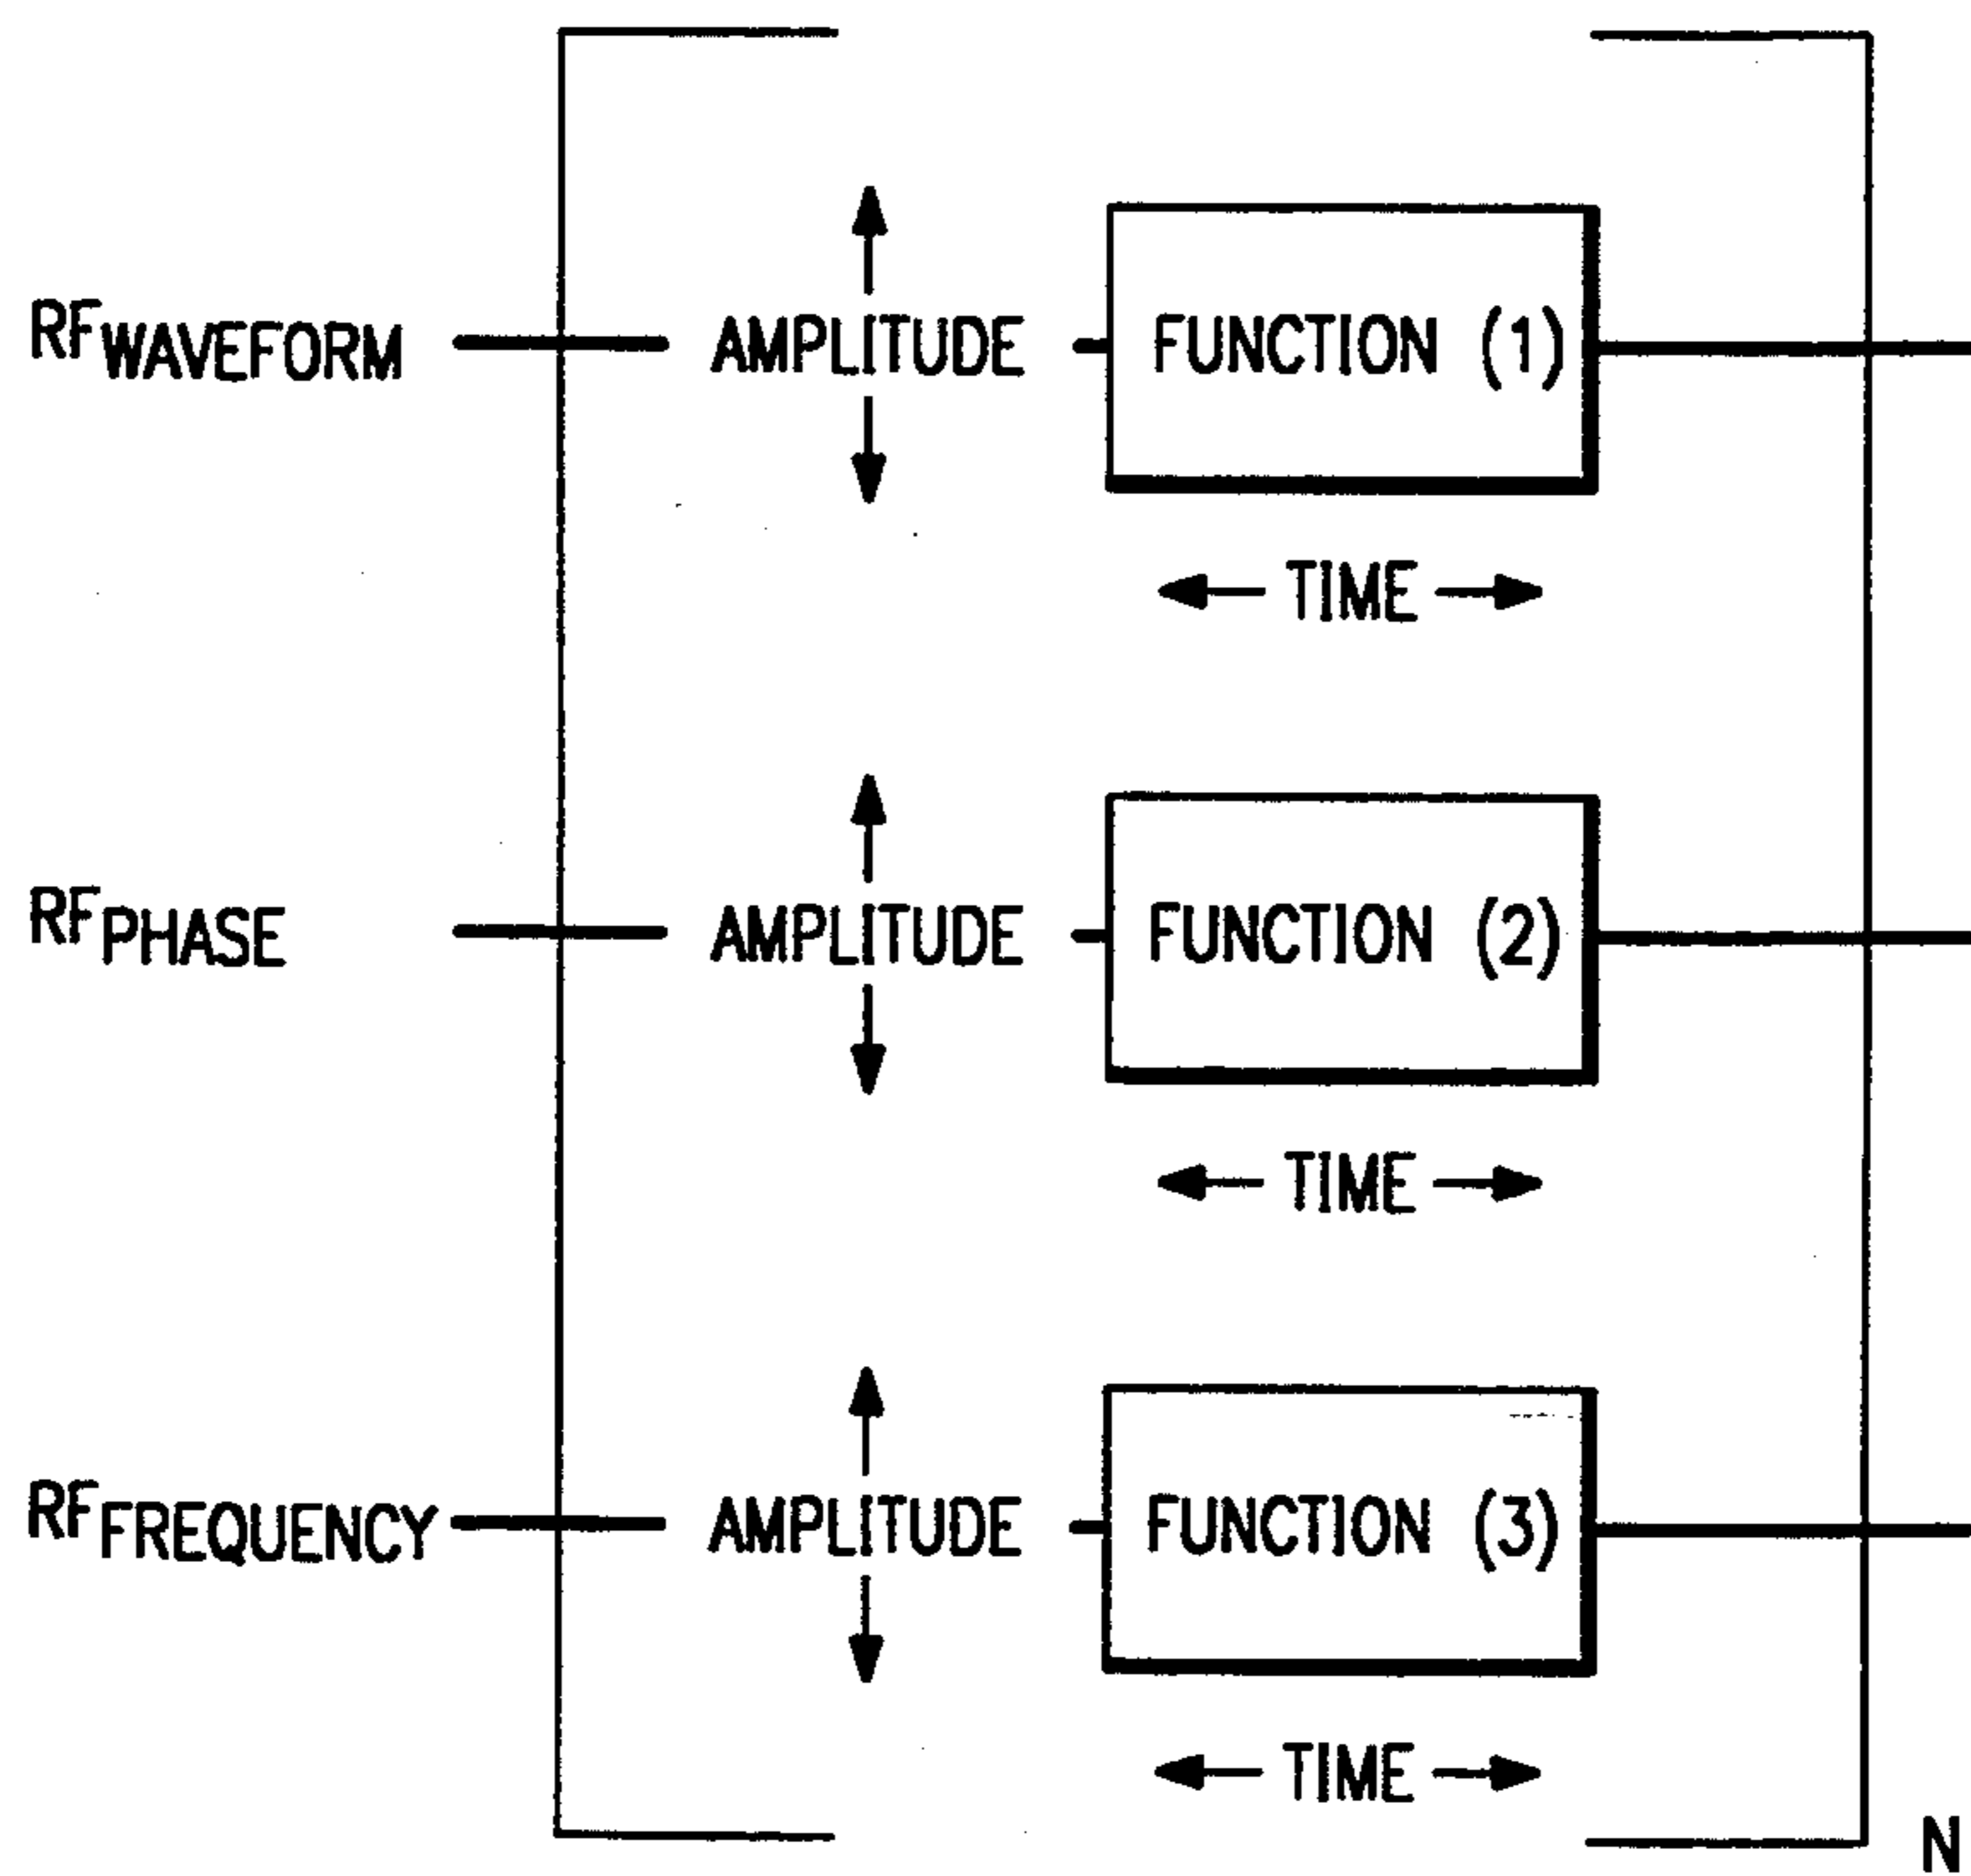 RFWAVEFORM AMPLITUDE FUNCTION (1)
TIME
RFPHASE AMPLITUDE FUNCTION (2)
TIME
RFFREQUENCY AMPLITUDE FUNCTION (3)
TIME
N